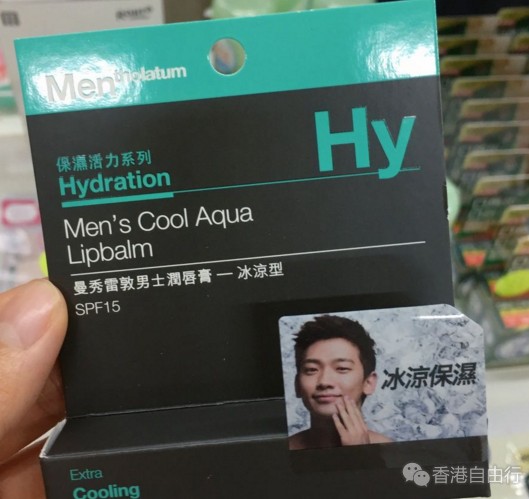 Mentholatum
Hy
保濕活力系列
Hydration
Men's Cool Aqua
Lipbalm
曼秀雷敦男士潤唇膏 — 冰涼型
SPF15
冰涼保濕
Extra
Cooling
香港自由行